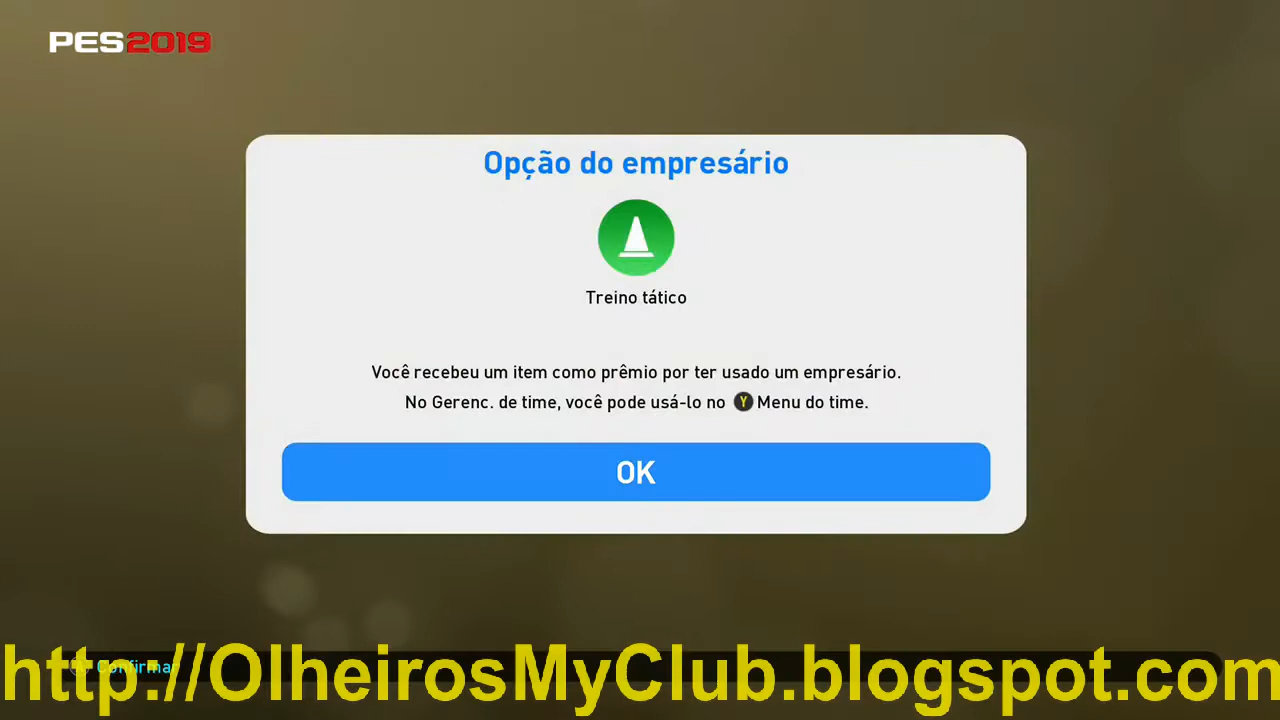 PES2019
Opção do empresário
Treino tático
Você recebeu um item como prêmio por ter usado um empresário.
No Gerenc. de time, você pode usá-lo no Y Menu do time.
OK
Confirmar
http://OlheirosMyClub.blogspot.com